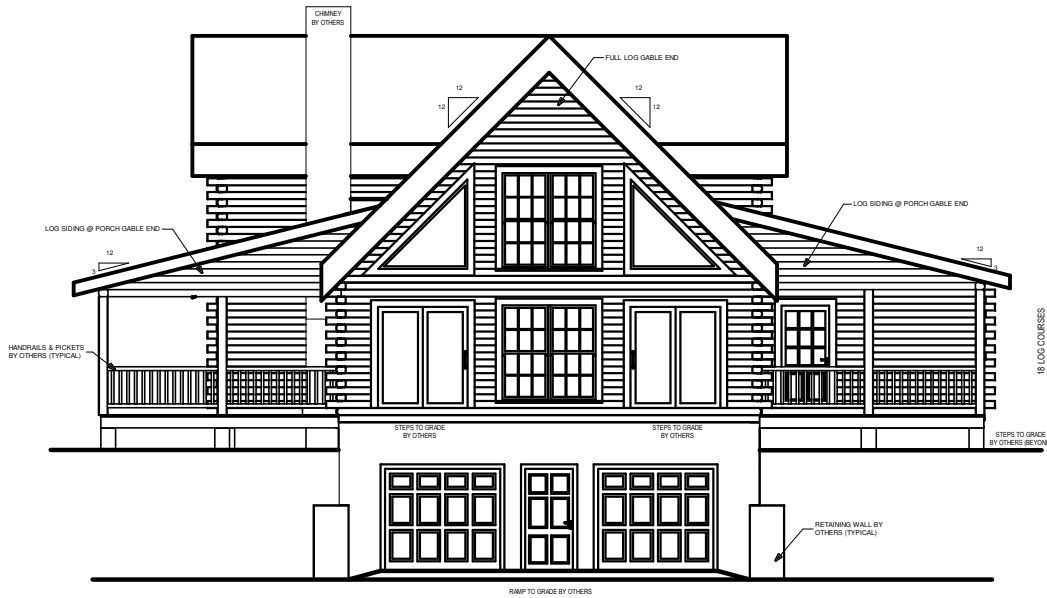 CHIMNEY
BY OTHERS
FULL LOG GABLE END
12
12
12
12
LOG SIDING @ PORCH GABLE END
LOG SIDING @ PORCH GABLE END
12
3
12
3
HANDRAILS & PICKETS
BY OTHERS (TYPICAL)
18 LOG COURSES
STEPS TO GRADE
BY OTHERS
STEPS TO GRADE
BY OTHERS
STEPS TO GRADE
BY OTHERS (BEYON
RETAINING WALL BY
OTHERS (TYPICAL)
RAMP TO GRADE BY OTHERS